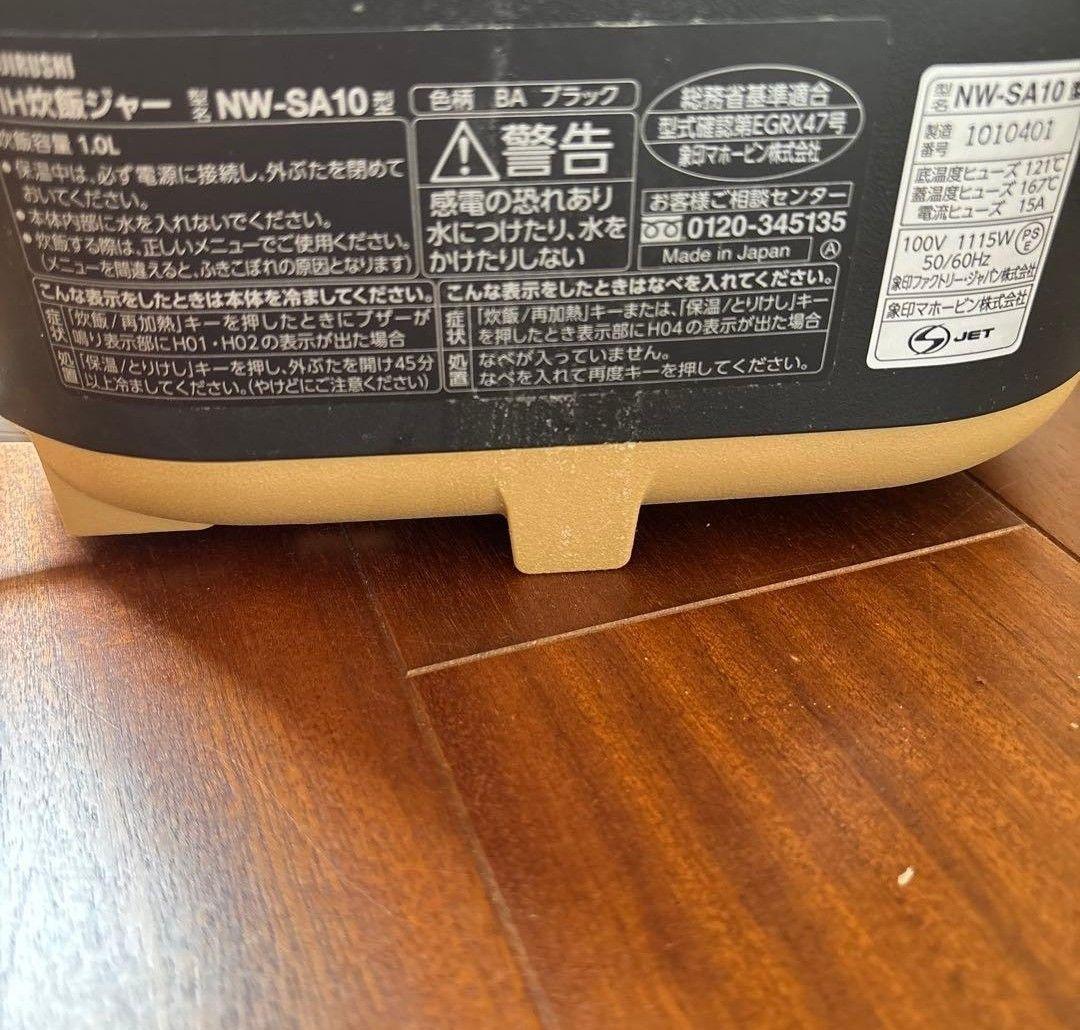 JIRUSHI
IH炊飯ジャー 型名 NW-SA10型
炊飯容量 1.0L
●保温中は、必ず電源に接続し、外ぶたを閉めて
おいてください。
●本体内部に水を入れないでください。
●炊飯する際は、正しいメニューでご使用ください。
(メニューを間違えると、ふきこぼれの原因となります)
色柄 BA ブラック
警告
感電の恐れあり
水につけたり、水を
かけたりしない
総務省基準適合
型式確認第EGRX47号
象印マホービン株式会社
お客様ご相談センター
0120-345135
Made in Japan Ⓐ
こんな表示をしたときは本体を冷ましてください。
症状 「炊飯/再加熱」キーを押したときにブザーが
鳴り表示部にH01・H02の表示が出た場合
処置 「保温/とりけし」キーを押し、外ぶたを開け45分
以上冷ましてください。(やけどにご注意ください)
こんな表示をしたときはなべを入れてください。
症状 「炊飯/再加熱」キーまたは、「保温/とりけし」キー
を押したとき表示部にH04の表示が出た場合
処置 なべが入っていません。
なべを入れて再度キーを押してください。
型名 NW-SA10型
製造番号 1010401
底温度ヒューズ 121℃
蓋温度ヒューズ 167℃
電流ヒューズ 15A
100V 1115W PSE
50/60Hz
象印ファクトリー・ジャパン株式会社
象印マホービン株式会社
JET